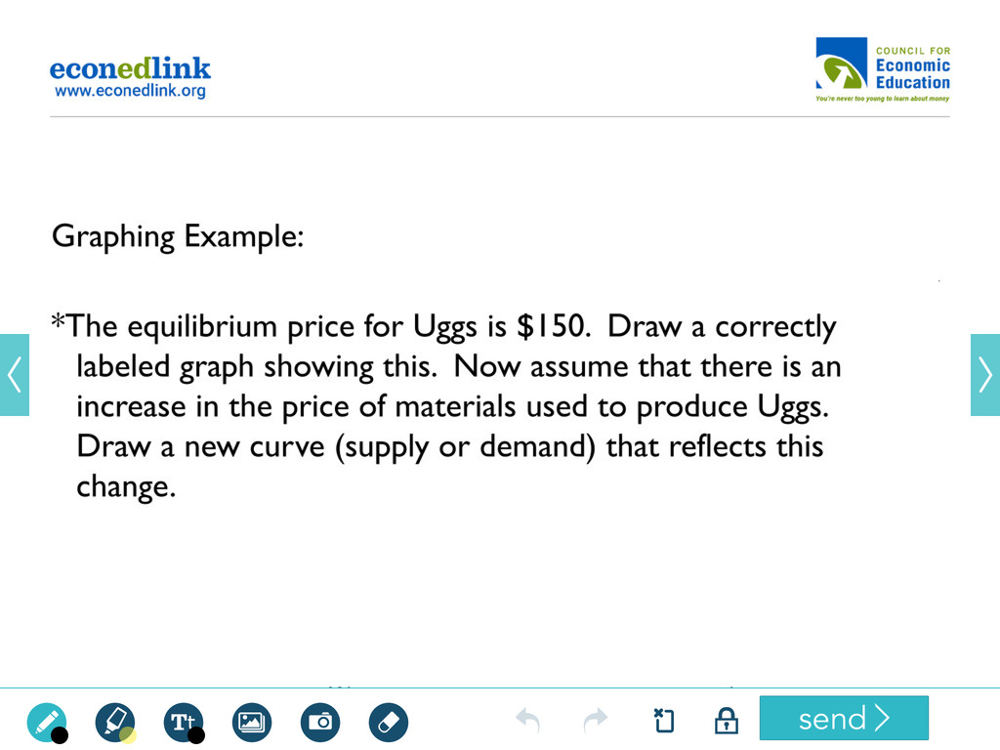 econedlink
www.econedlink.org
COUNCIL FOR
Economic
Education
You're never too young to learn about money
Graphing Example:
*The equilibrium price for Uggs is $150. Draw a correctly
labeled graph showing this. Now assume that there is an
increase in the price of materials used to produce Uggs.
Draw a new curve (supply or demand) that reflects this
change.
Tt
send